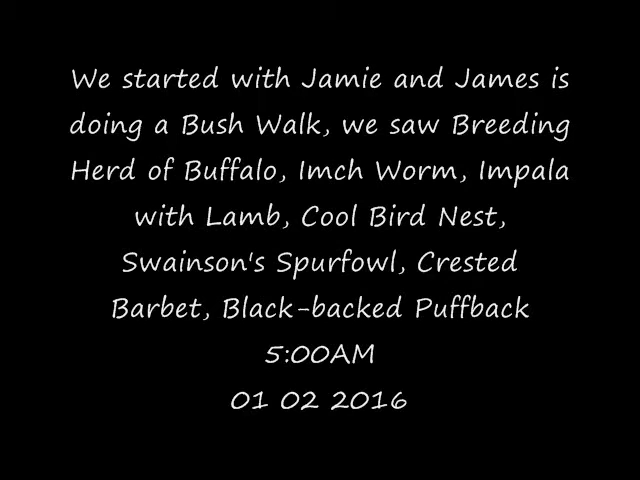 We started with Jamie and James is
doing a Bush Walk, we saw Breeding
Herd of Buffalo, Imch Worm, Impala
with Lamb, Cool Bird Nest,
Swainson's Spurfowl, Crested
Barbet, Black-backed Puffback
5:00AM
01 02 2016